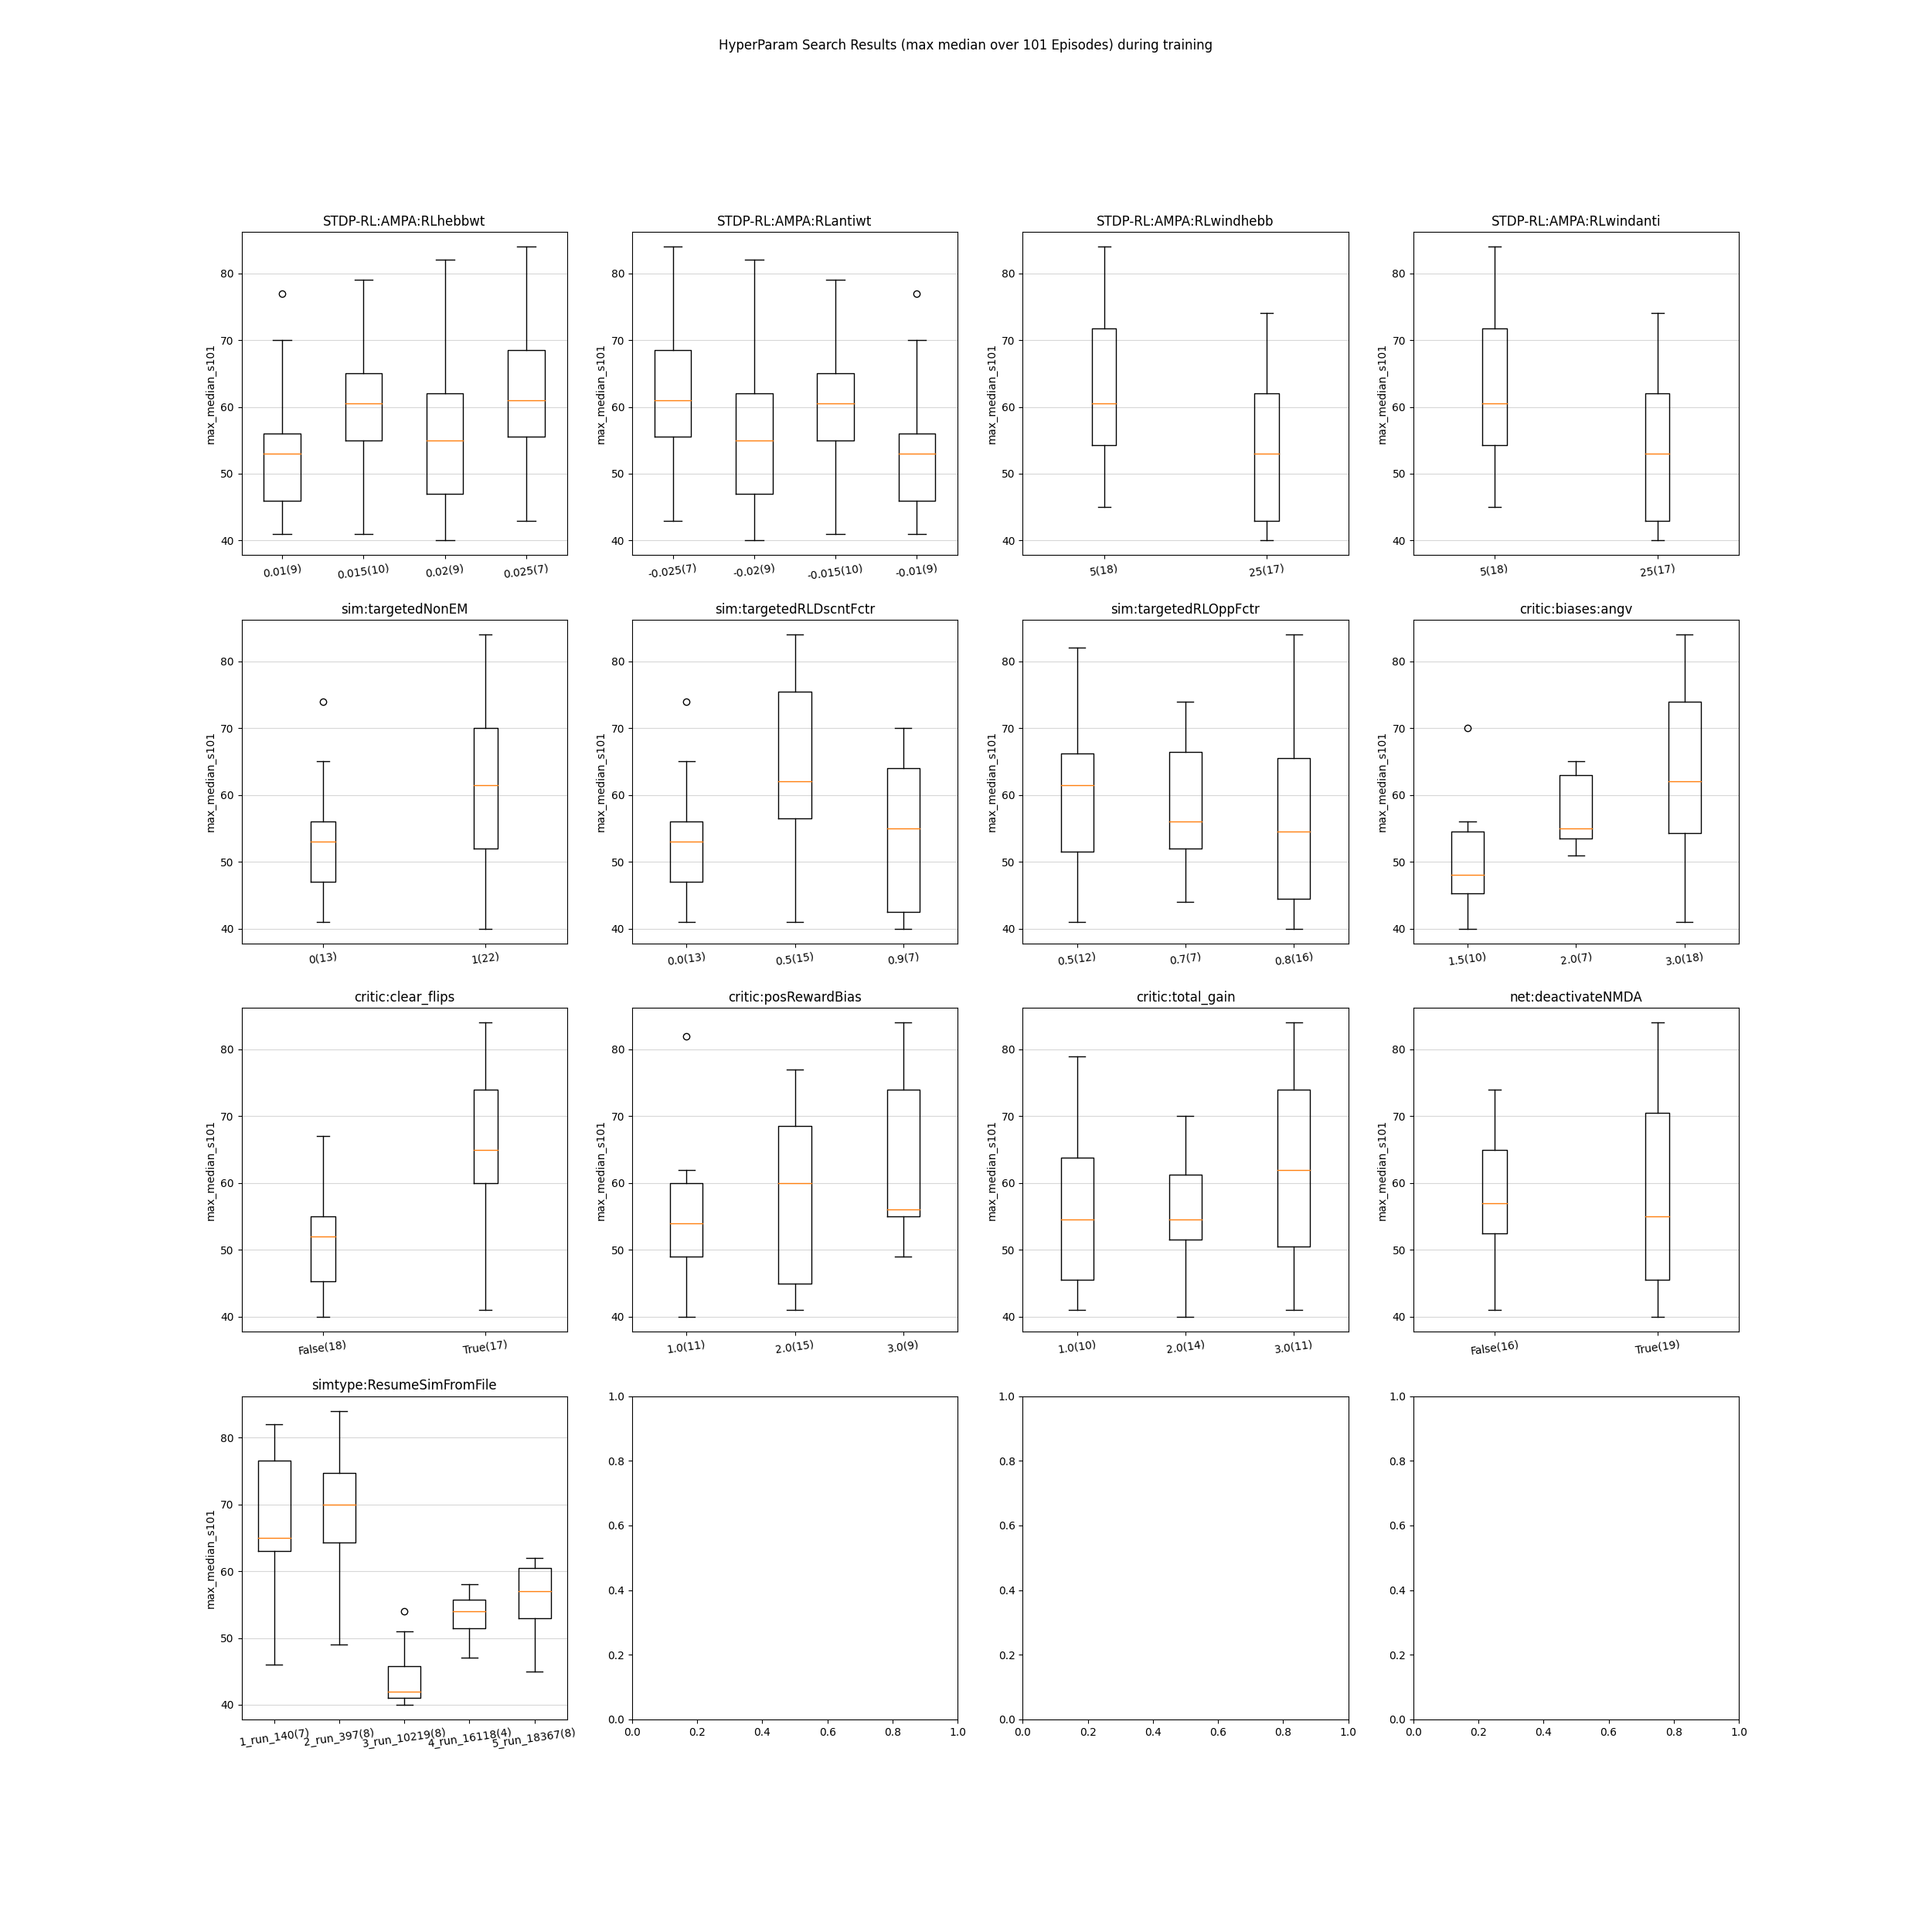 HyperParam Search Results (max median over 101 Episodes) during training
STDP-RL:AMPA:RLhebbwt
max_median_s101
80
70
60
50
40
0.01(9) 0.015(10) 0.02(9) 0.025(7)
STDP-RL:AMPA:RLantiwt
max_median_s101
80
70
60
50
40
-0.025(7) -0.02(9) -0.015(10) -0.01(9)
STDP-RL:AMPA:RLwindhebb
max_median_s101
80
70
60
50
40
5(18) 25(17)
STDP-RL:AMPA:RLwindanti
max_median_s101
80
70
60
50
40
5(18) 25(17)
sim:targetedNonEM
max_median_s101
80
70
60
50
40
0(13) 1(22)
sim:targetedRLDscntFctr
max_median_s101
80
70
60
50
40
0.0(13) 0.5(15) 0.9(7)
sim:targetedRLOppFctr
max_median_s101
80
70
60
50
40
0.5(12) 0.7(7) 0.8(16)
critic:biases:angv
max_median_s101
80
70
60
50
40
1.5(10) 2.0(7) 3.0(18)
critic:clear_flips
max_median_s101
80
70
60
50
40
False(18) True(17)
critic:posRewardBias
max_median_s101
80
70
60
50
40
1.0(11) 2.0(15) 3.0(9)
critic:total_gain
max_median_s101
80
70
60
50
40
1.0(10) 2.0(14) 3.0(11)
net:deactivateNMDA
max_median_s101
80
70
60
50
40
False(16) True(19)
simtype:ResumeSimFromFile
max_median_s101
80
70
60
50
40
1_run_140(7) 2_run_397(8) 3_run_10219(8) 4_run_16118(4) 5_run_18367(8)
1.0
0.8
0.6
0.4
0.2
0.0
0.0 0.2 0.4 0.6 0.8 1.0
1.0
0.8
0.6
0.4
0.2
0.0
0.0 0.2 0.4 0.6 0.8 1.0
1.0
0.8
0.6
0.4
0.2
0.0
0.0 0.2 0.4 0.6 0.8 1.0